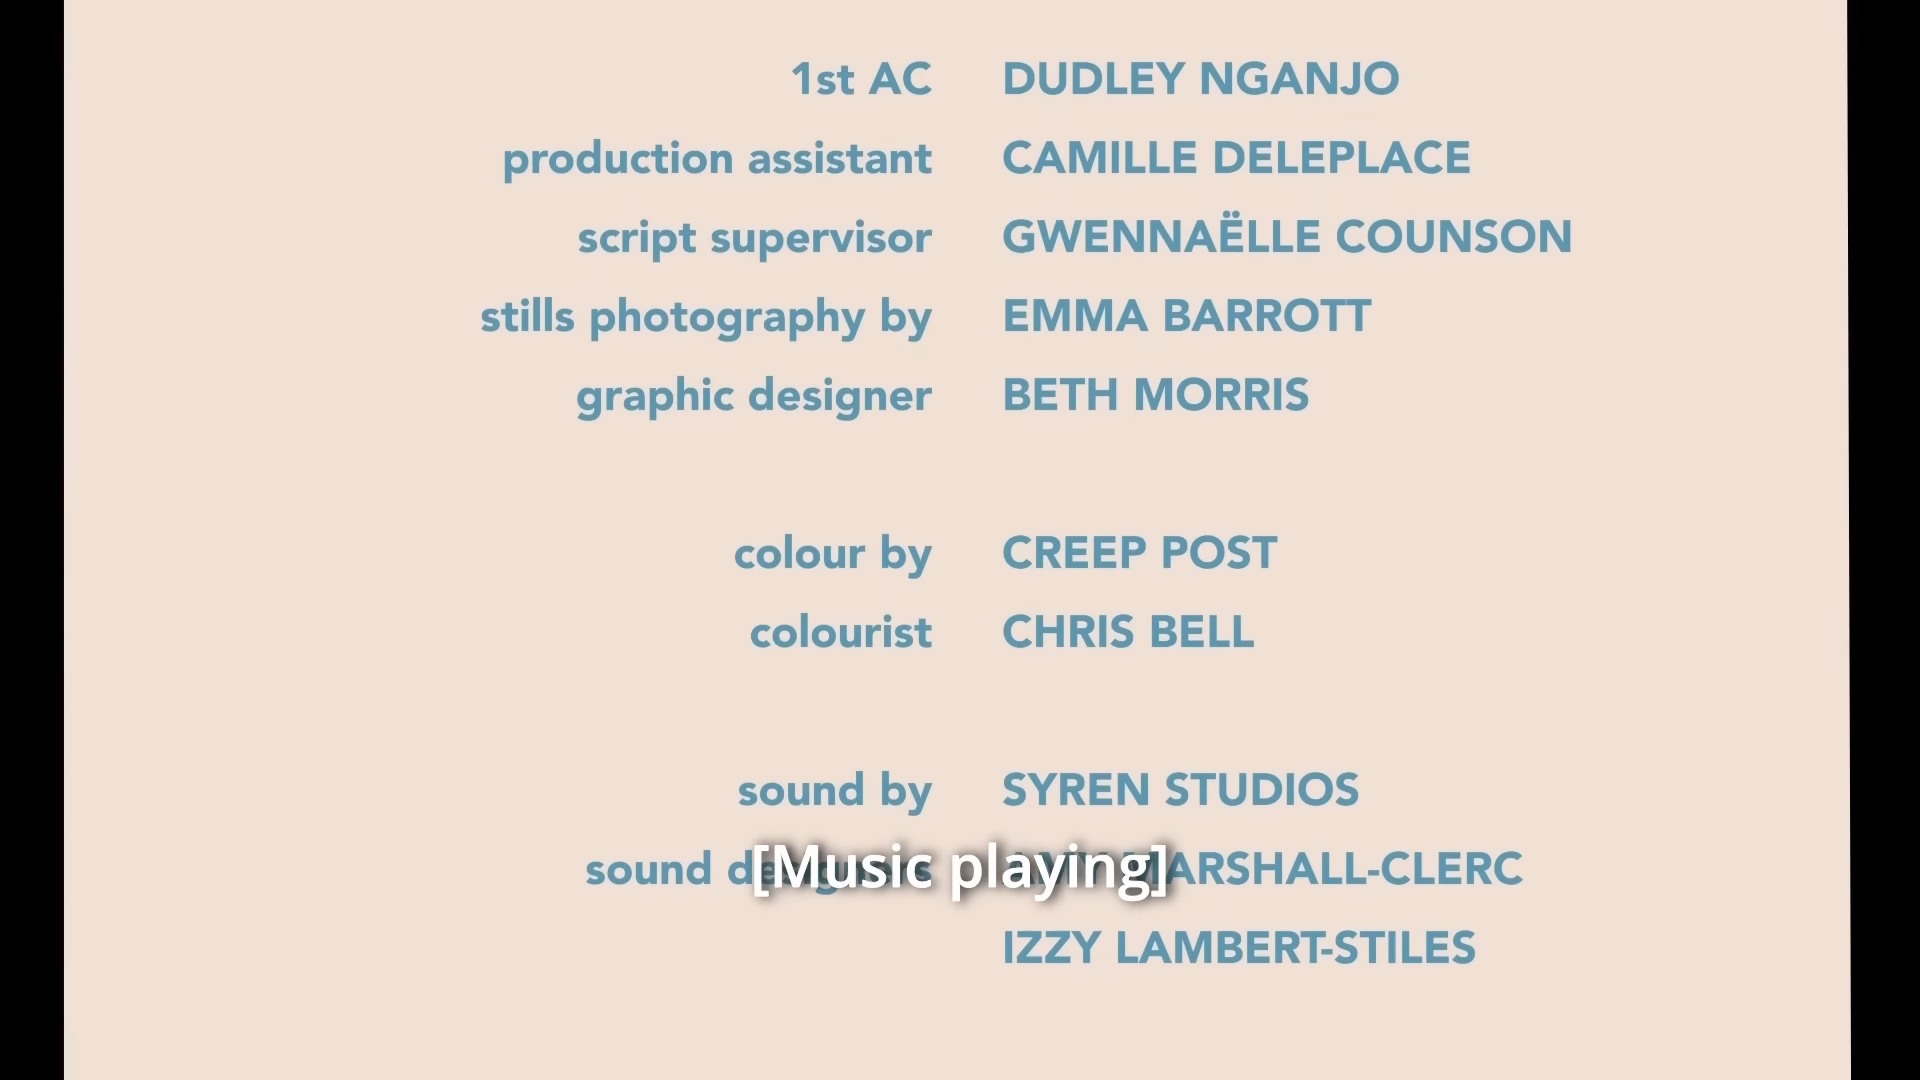 1st AC DUDLEY NGANJO
production assistant CAMILLE DELEPLACE
script supervisor GWENNAËLLE COUNSON
stills photography by EMMA BARROTT
graphic designer BETH MORRIS
colour by CREEP POST
colourist CHRIS BELL
sound by SYREN STUDIOS
sound designers MARSHALL-CLERC
[Music playing]
IZZY LAMBERT-STILES